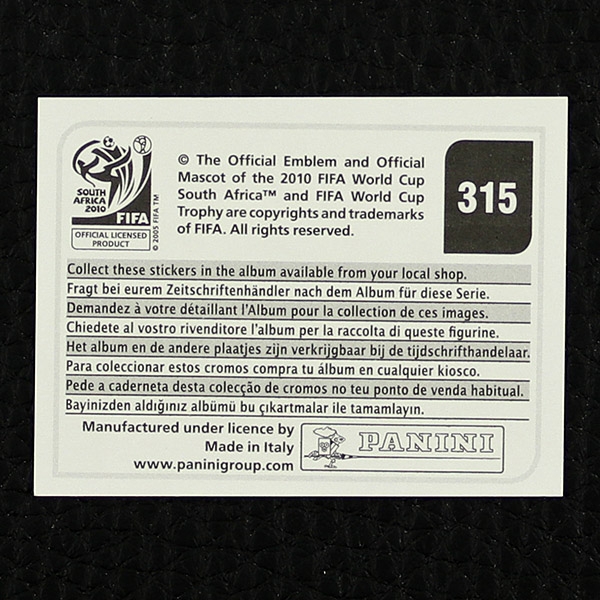 SOUTH
AFRICA
2010
FIFA
OFFICIAL LICENSED
PRODUCT
© 2005 FIFA TM
© The Official Emblem and Official
Mascot of the 2010 FIFA World Cup
South Africa™ and FIFA World Cup
Trophy are copyrights and trademarks
of FIFA. All rights reserved.
315
Collect these stickers in the album available from your local shop.
Fragt bei eurem Zeitschriftenhändler nach dem Album für diese Serie.
Demandez à votre détaillant l'Album pour la collection de ces images.
Chiedete al vostro rivenditore l'album per la raccolta di queste figurine.
Het album en de andere plaatjes zijn verkrijgbaar bij de tijdschrifthandelaar.
Para coleccionar estos cromos compra tu álbum en cualquier kiosco.
Pede a caderneta desta colecção de cromos no teu ponto de venda habitual.
Bayinizden aldığınız albümü bu çıkartmalar ile tamamlayın.
Manufactured under licence by
Made in Italy
www.paninigroup.com
PANINI